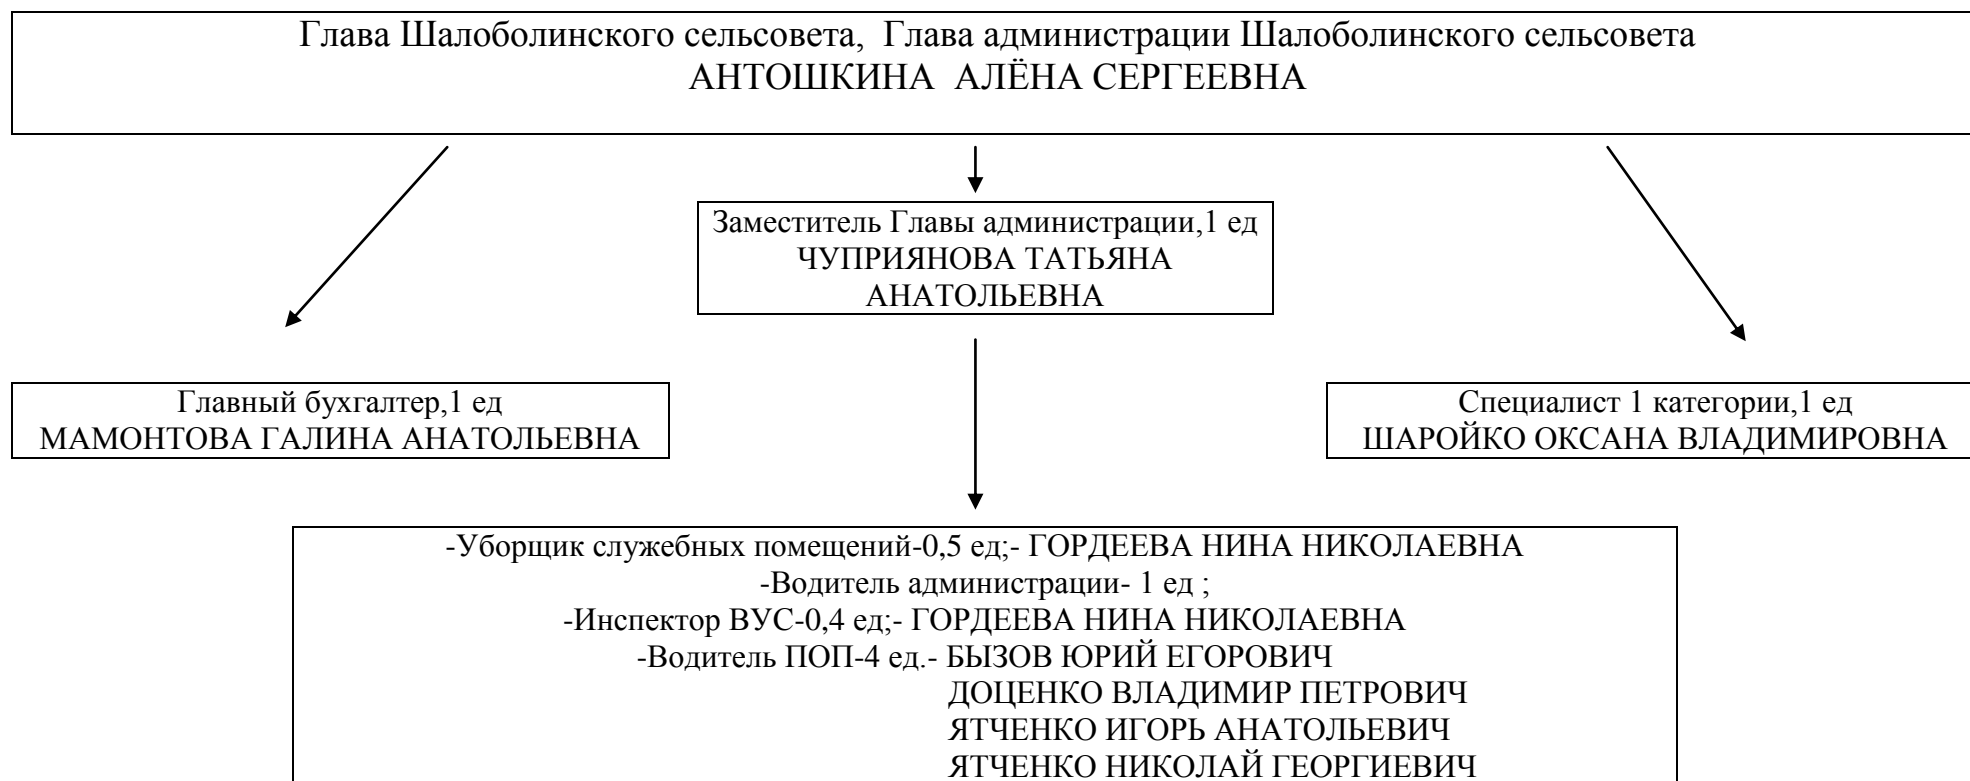 Глава Шалоболинского сельсовета,  Глава администрации Шалоболинского сельсовета
АНТОШКИНА  АЛЁНА СЕРГЕЕВНА
Заместитель Главы администрации,1 ед
ЧУПРИЯНОВА ТАТЬЯНА
АНАТОЛЬЕВНА
Главный бухгалтер,1 ед
МАМОНТОВА ГАЛИНА АНАТОЛЬЕВНА
Специалист 1 категории,1 ед
ШАРОЙКО ОКСАНА ВЛАДИМИРОВНА
-Уборщик служебных помещений-0,5 ед;- ГОРДЕЕВА НИНА НИКОЛАЕВНА
-Водитель администрации- 1 ед ;
-Инспектор ВУС-0,4 ед;- ГОРДЕЕВА НИНА НИКОЛАЕВНА
-Водитель ПОП-4 ед.- БЫЗОВ ЮРИЙ ЕГОРОВИЧ
ДОЦЕНКО ВЛАДИМИР ПЕТРОВИЧ
ЯТЧЕНКО ИГОРЬ АНАТОЛЬЕВИЧ
ЯТЧЕНКО НИКОЛАЙ ГЕОРГИЕВИЧ